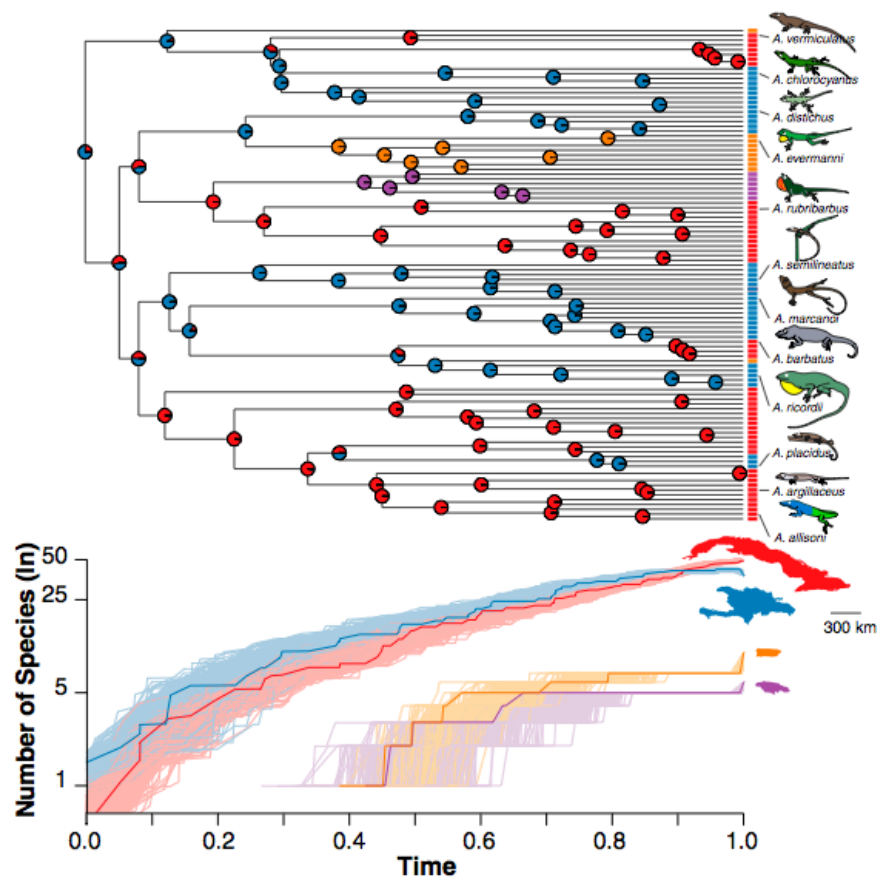 A. vermiculatus
A. chlorocyanus
A. distichus
A. evermanni
A. rubribarbus
A. semilineatus
A. marcanoi
A. barbatus
A. ricordii
A. placidus
A. argillaceus
A. allisoni
Number of Species (ln)
50
25
5
1
300 km
0.0 0.2 0.4 0.6 0.8 1.0
Time